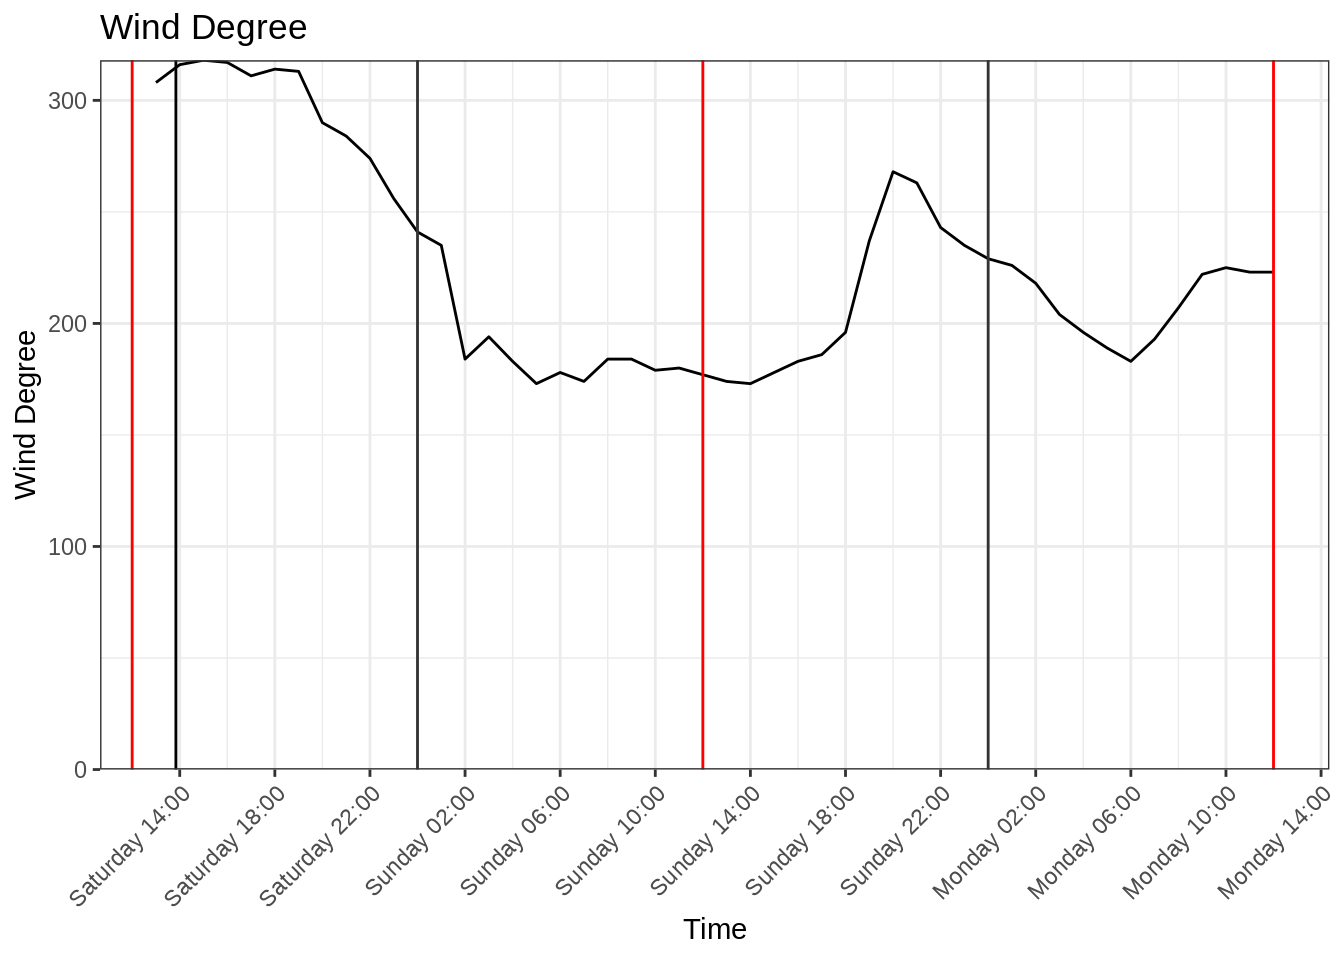 Wind Degree
Wind Degree
300
200
100
0
Saturday 14:00
Saturday 18:00
Saturday 22:00
Sunday 02:00
Sunday 06:00
Sunday 10:00
Sunday 14:00
Sunday 18:00
Sunday 22:00
Monday 02:00
Monday 06:00
Monday 10:00
Monday 14:00
Time